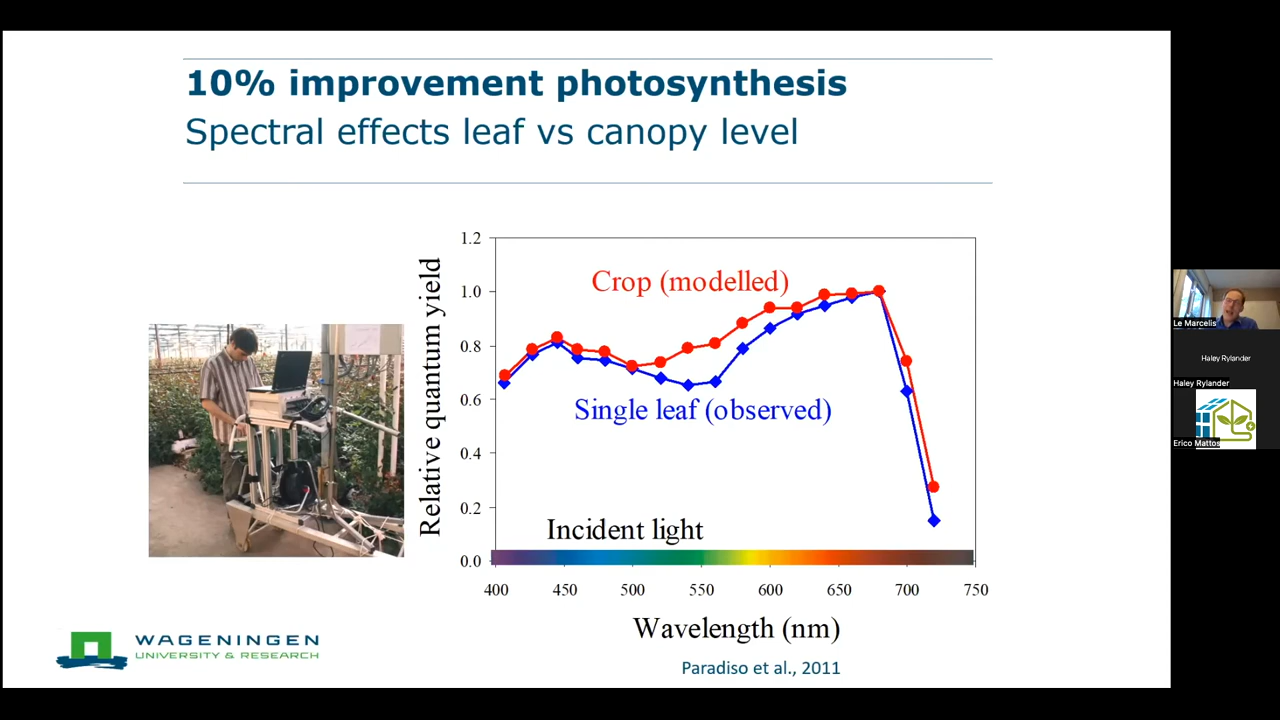 10% improvement photosynthesis
Spectral effects leaf vs canopy level
Relative quantum yield
1.2
1.0
0.8
0.6
0.4
0.2
0.0
Crop (modelled)
Single leaf (observed)
Incident light
400 450 500 550 600 650 700 750
Wavelength (nm)
Paradiso et al., 2011
WAGENINGEN
UNIVERSITY & RESEARCH
Le Marcelis
Haley Rylander
Haley Rylander
Erico Mattos